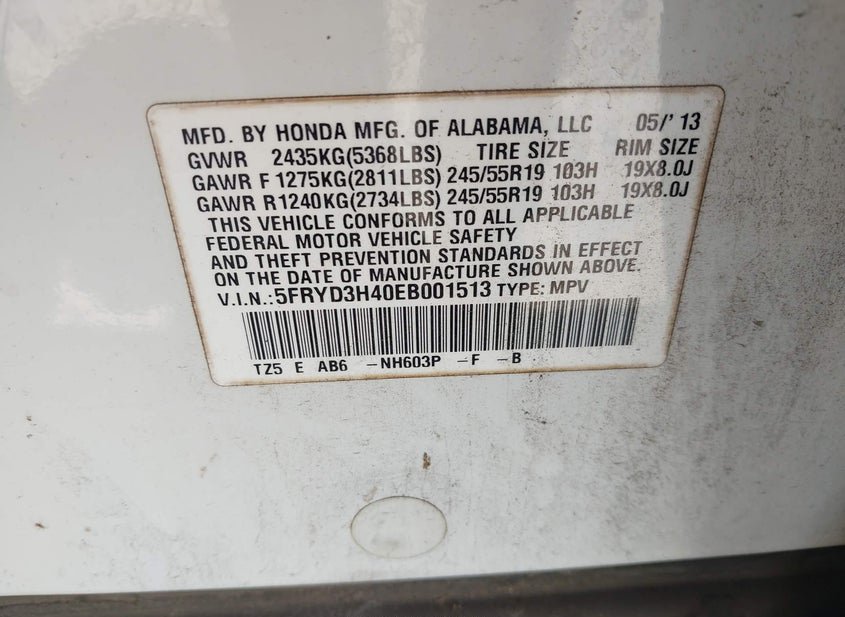 MFD. BY HONDA MFG. OF ALABAMA, LLC 05/'13
GVWR 2435KG(5368LBS) TIRE SIZE RIM SIZE
GAWR F 1275KG(2811LBS) 245/55R19 103H 19X8.0J
GAWR R1240KG(2734LBS) 245/55R19 103H 19X8.0J
THIS VEHICLE CONFORMS TO ALL APPLICABLE
FEDERAL MOTOR VEHICLE SAFETY
AND THEFT PREVENTION STANDARDS IN EFFECT
ON THE DATE OF MANUFACTURE SHOWN ABOVE.
V.I.N.:5FRYD3H40EB001513 TYPE: MPV
TZ5 E AB6 -NH603P -F -B